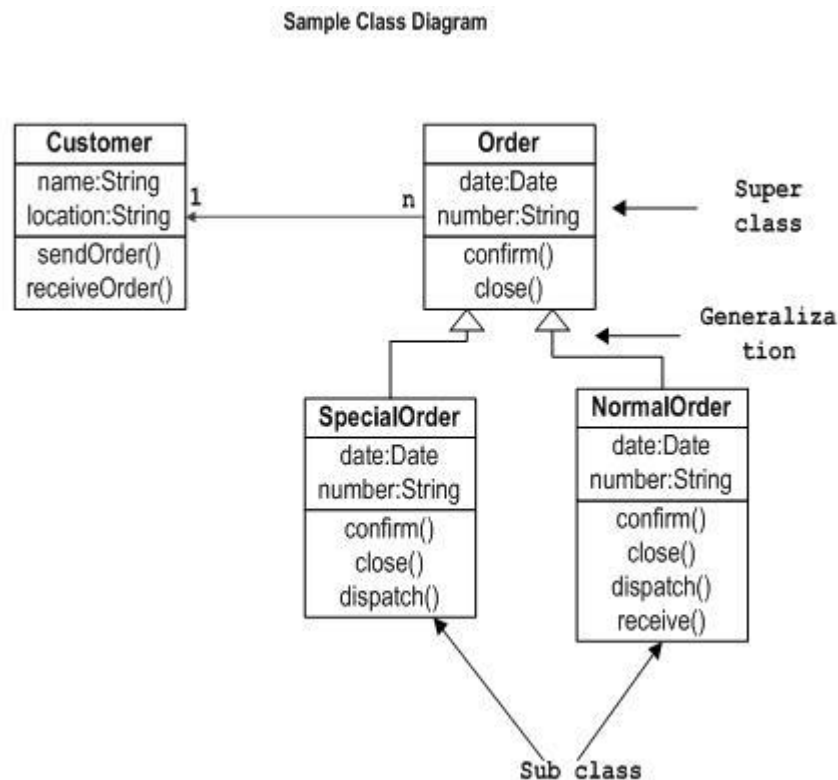 Sample Class Diagram
Customer
name:String
location:String
sendOrder()
receiveOrder()
1
n
Order
date:Date
number:String
confirm()
close()
Super
class
Generaliza
tion
SpecialOrder
date:Date
number:String
confirm()
close()
dispatch()
NormalOrder
date:Date
number:String
confirm()
close()
dispatch()
receive()
Sub class